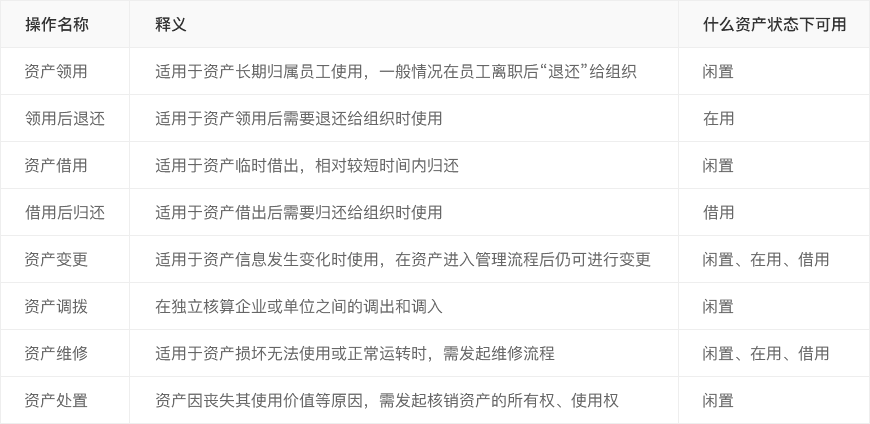 操作名称 释义 什么资产状态下可用
资产领用 适用于资产长期归属员工使用，一般情况在员工离职后“退还”给组织 闲置
领用后退还 适用于资产领用后需要退还给组织时使用 在用
资产借用 适用于资产临时借出，相对较短时间内归还 闲置
借用后归还 适用于资产借出后需要归还给组织时使用 借用
资产变更 适用于资产信息发生变化时使用，在资产进入管理流程后仍可进行变更 闲置、在用、借用
资产调拨 在独立核算企业或单位之间的调出和调入 闲置
资产维修 适用于资产损坏无法使用或正常运转时，需发起维修流程 闲置、在用、借用
资产处置 资产因丧失其使用价值等原因，需发起核销资产的所有权、使用权 闲置